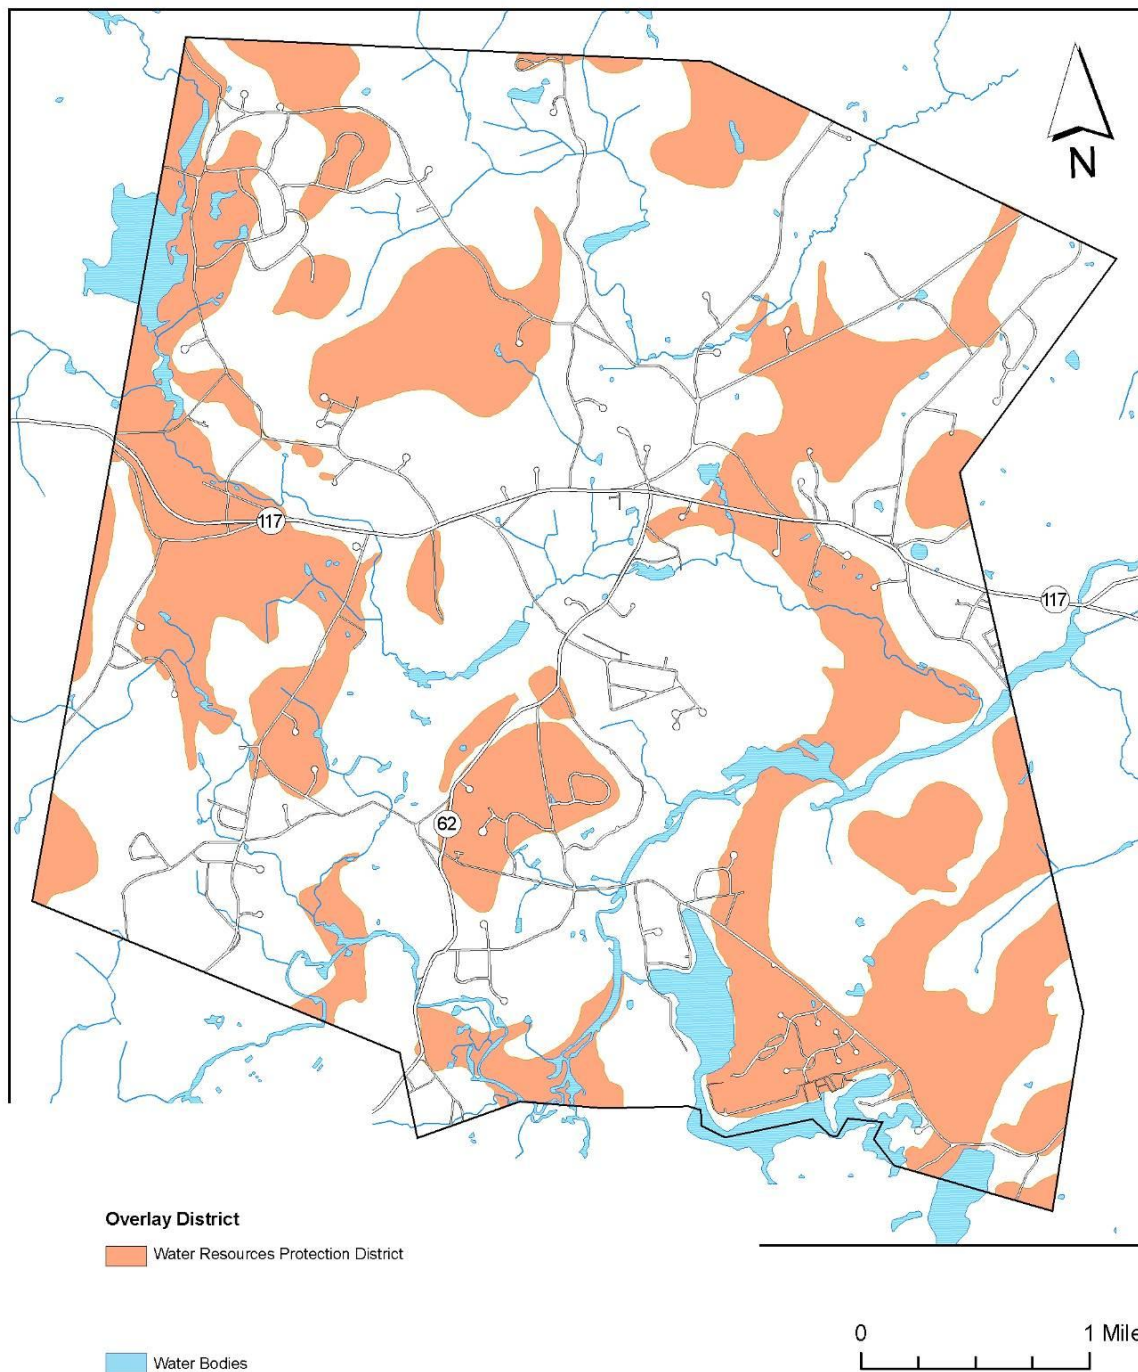 N
117
117
62
Overlay District
Water Resources Protection District
Water Bodies
0 1 Mile